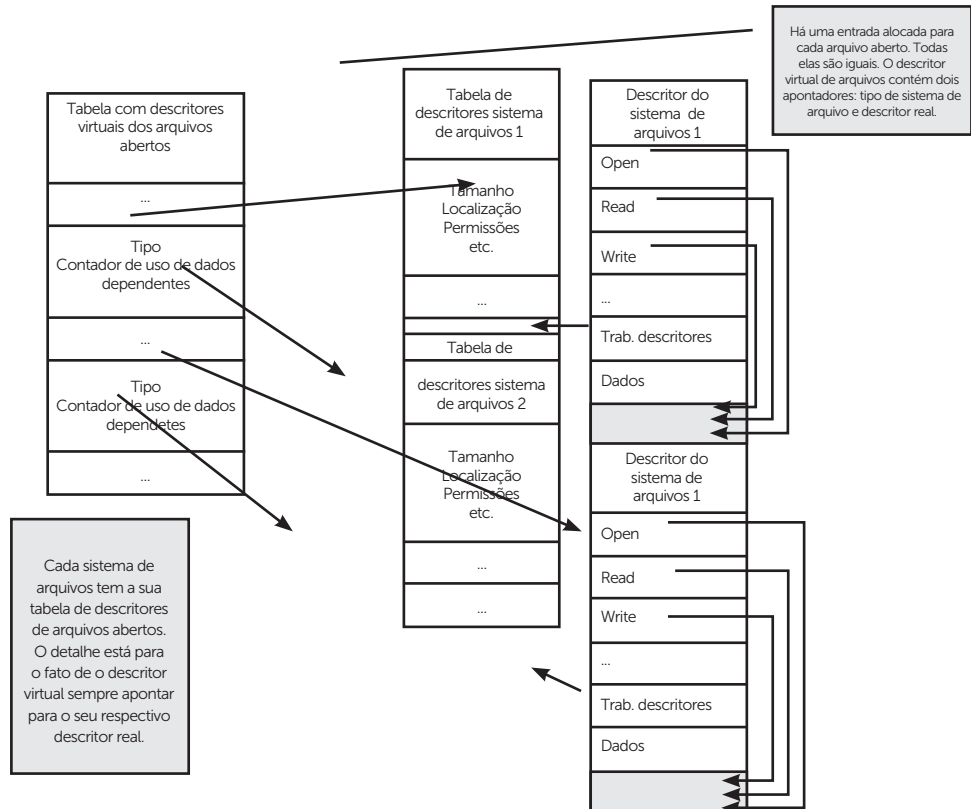 Há uma entrada alocada para
cada arquivo aberto. Todas
elas são iguais. O descritor
virtual de arquivos contém dois
apontadores: tipo de sistema de
arquivo e descritor real.
Tabela com descritores
virtuais dos arquivos
abertos
...
Tipo
Contador de uso de dados
dependentes
...
Tipo
Contador de uso de dados
dependetes
...
Cada sistema de
arquivos tem a sua
tabela de descritores
de arquivos abertos.
O detalhe está para
o fato de o descritor
virtual sempre apontar
para o seu respectivo
descritor real.
Tabela de
descritores sistema
de arquivos 1
Tamanho
Localização
Permissões
etc.
...
Tabela de
descritores sistema
de arquivos 2
Tamanho
Localização
Permissões
etc.
...
...
Descritor do
sistema de
arquivos 1
Open
Read
Write
...
Trab. descritores
Dados
Descritor do
sistema de
arquivos 1
Open
Read
Write
...
Trab. descritores
Dados